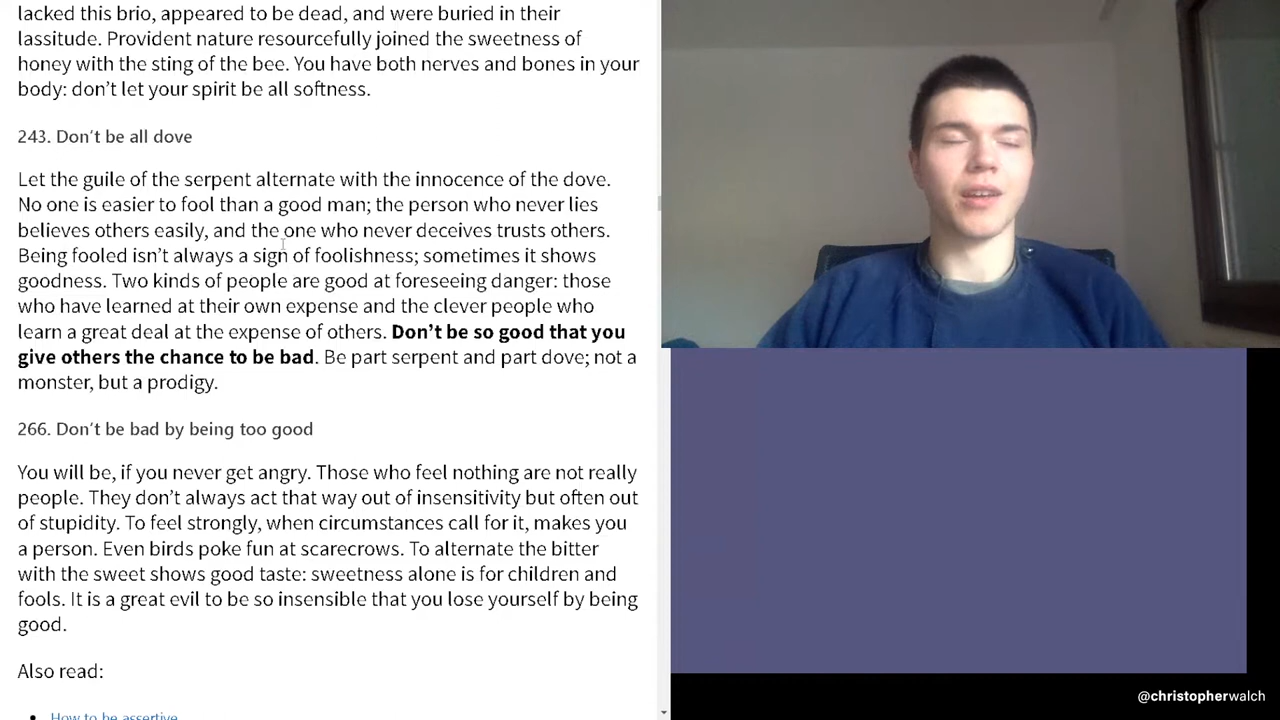 lacked this brio, appeared to be dead, and were buried in their
lassitude. Provident nature resourcefully joined the sweetness of
honey with the sting of the bee. You have both nerves and bones in your
body: don’t let your spirit be all softness.
243. Don’t be all dove
Let the guile of the serpent alternate with the innocence of the dove.
No one is easier to fool than a good man; the person who never lies
believes others easily, and the one who never deceives trusts others.
Being fooled isn’t always a sign of foolishness; sometimes it shows
goodness. Two kinds of people are good at foreseeing danger: those
who have learned at their own expense and the clever people who
learn a great deal at the expense of others. Don’t be so good that you
give others the chance to be bad. Be part serpent and part dove; not a
monster, but a prodigy.
266. Don’t be bad by being too good
You will be, if you never get angry. Those who feel nothing are not really
people. They don’t always act that way out of insensitivity but often out
of stupidity. To feel strongly, when circumstances call for it, makes you
a person. Even birds poke fun at scarecrows. To alternate the bitter
with the sweet shows good taste: sweetness alone is for children and
fools. It is a great evil to be so insensible that you lose yourself by being
good.
Also read:
How to be assertive
@christopherwalch